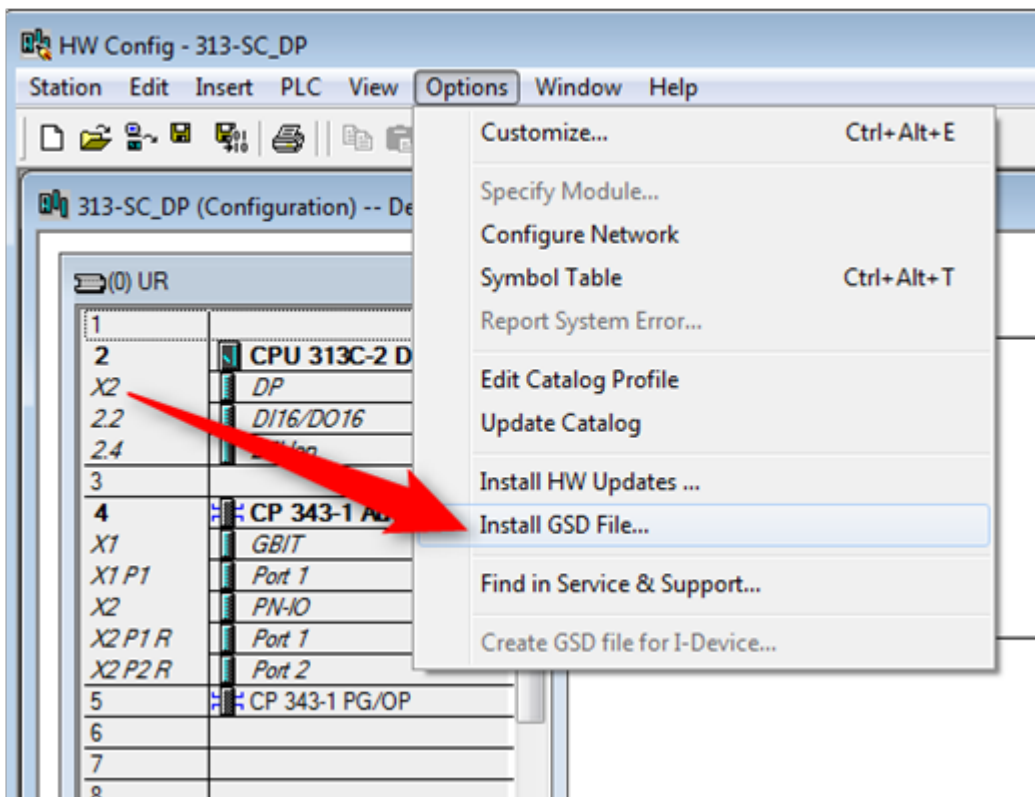 HW Config - 313-SC_DP
Station Edit Insert PLC View Options Window Help
Customize... Ctrl+Alt+E
Specify Module...
Configure Network
Symbol Table Ctrl+Alt+T
Report System Error...
Edit Catalog Profile
Update Catalog
Install HW Updates ...
Install GSD File...
Find in Service & Support...
Create GSD file for I-Device...
313-SC_DP (Configuration) -- De
(0) UR
1
2 CPU 313C-2 D
X2 DP
2.2 DI16/DO16
2.4
3
4 CP 343-1
X1 GBIT
X1 P1 Port 1
X2 PN-IO
X2 P1 R Port 1
X2 P2 R Port 2
5 CP 343-1 PG/OP
6
7
8